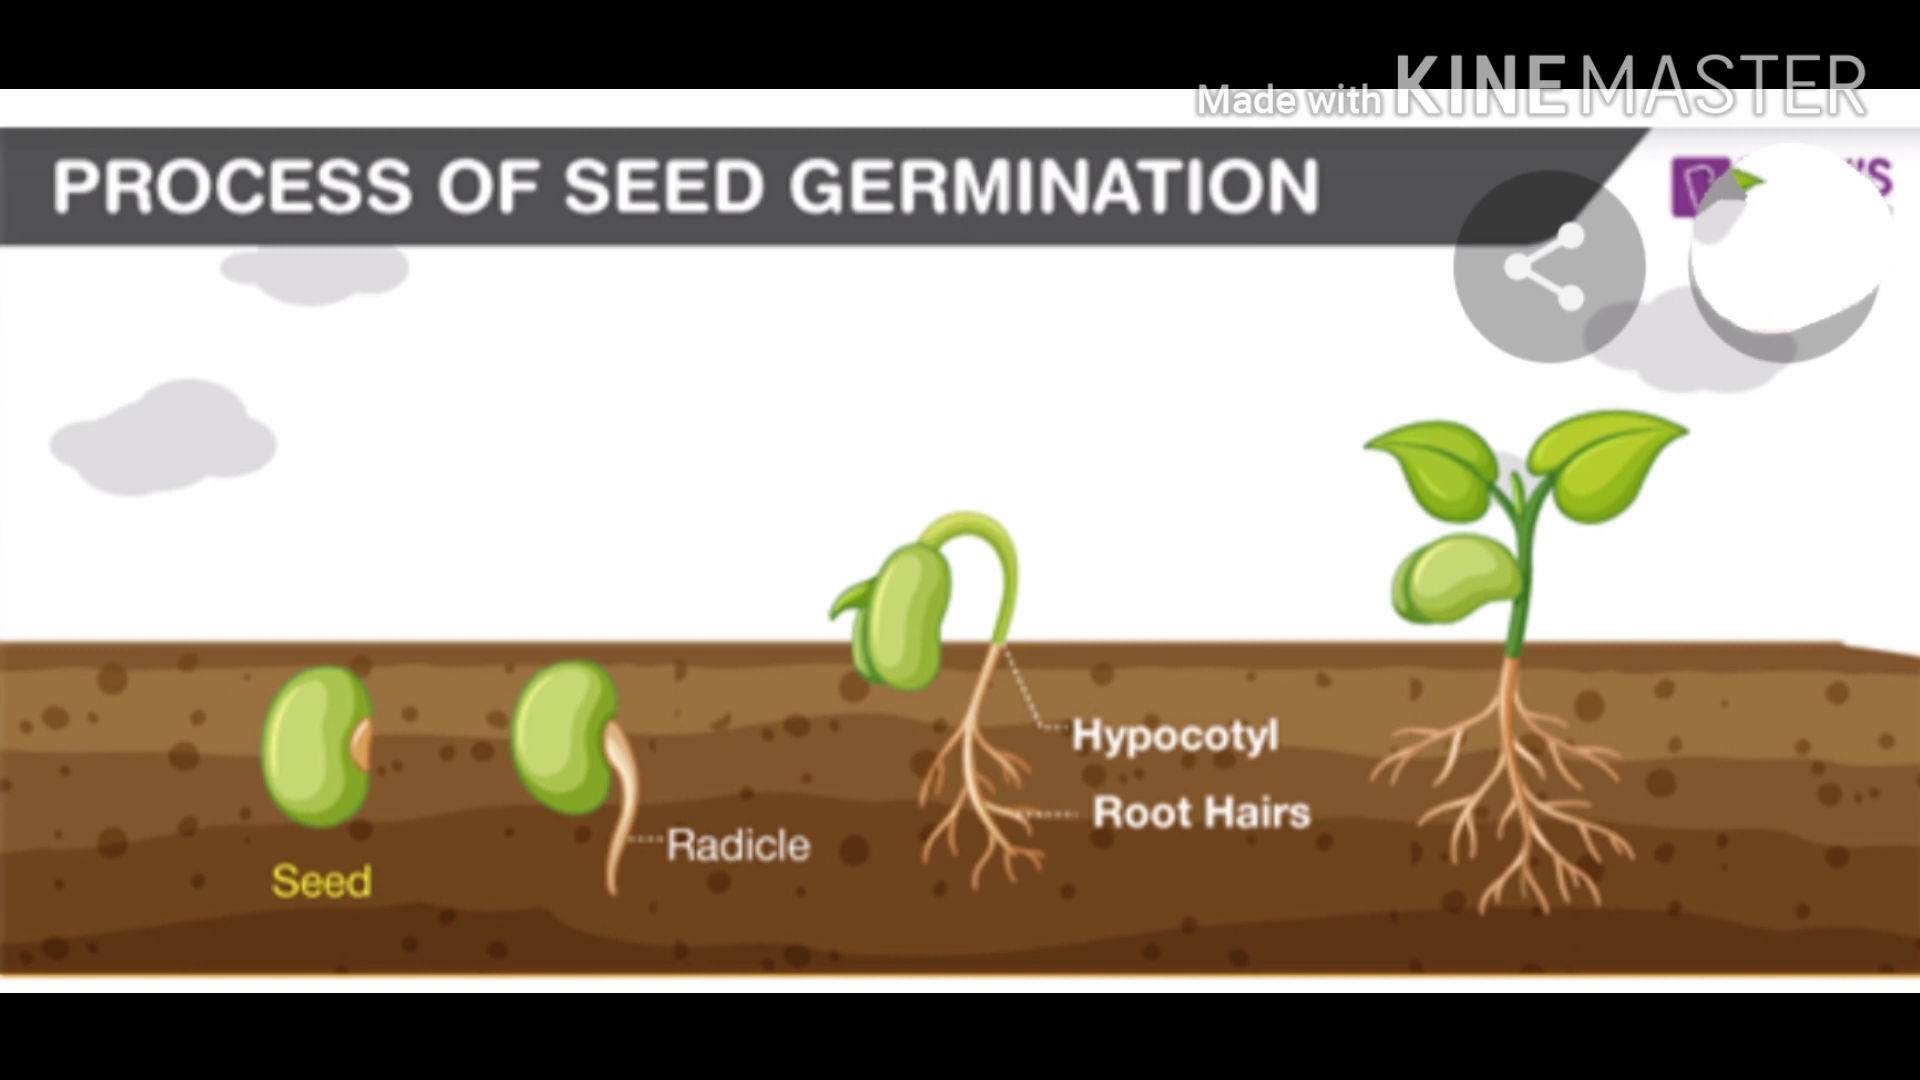 Made with KINEMASTER
PROCESS OF SEED GERMINATION
Hypocotyl
Root Hairs
Radicle
Seed